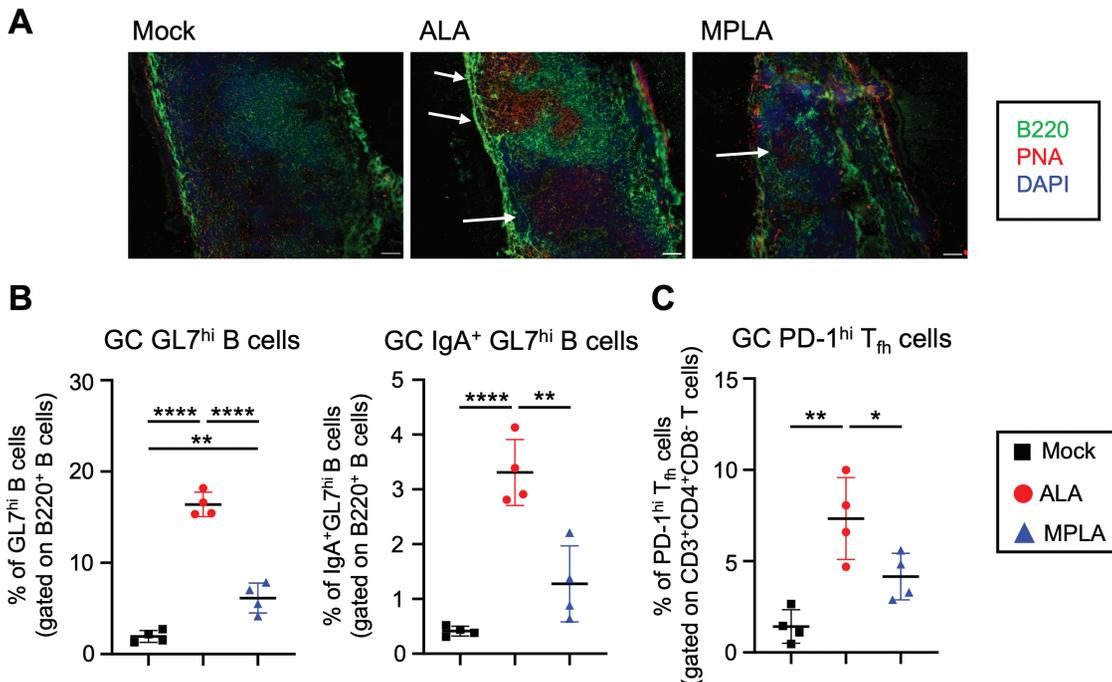 A
Mock
ALA
MPLA
B220
PNA
DAPI
B
GC GL7hi B cells
% of GL7hi B cells
(gated on B220+ B cells)
30
20
10
0
****
****
**
GC IgA+ GL7hi B cells
% of IgA+GL7hi B cells
(gated on B220+ B cells)
5
4
3
2
1
0
****
**
C
GC PD-1hi Tfh cells
% of PD-1hi Tfh cells
(gated on CD3+CD4+CD8- T cells)
15
10
5
0
**
*
Mock
ALA
MPLA